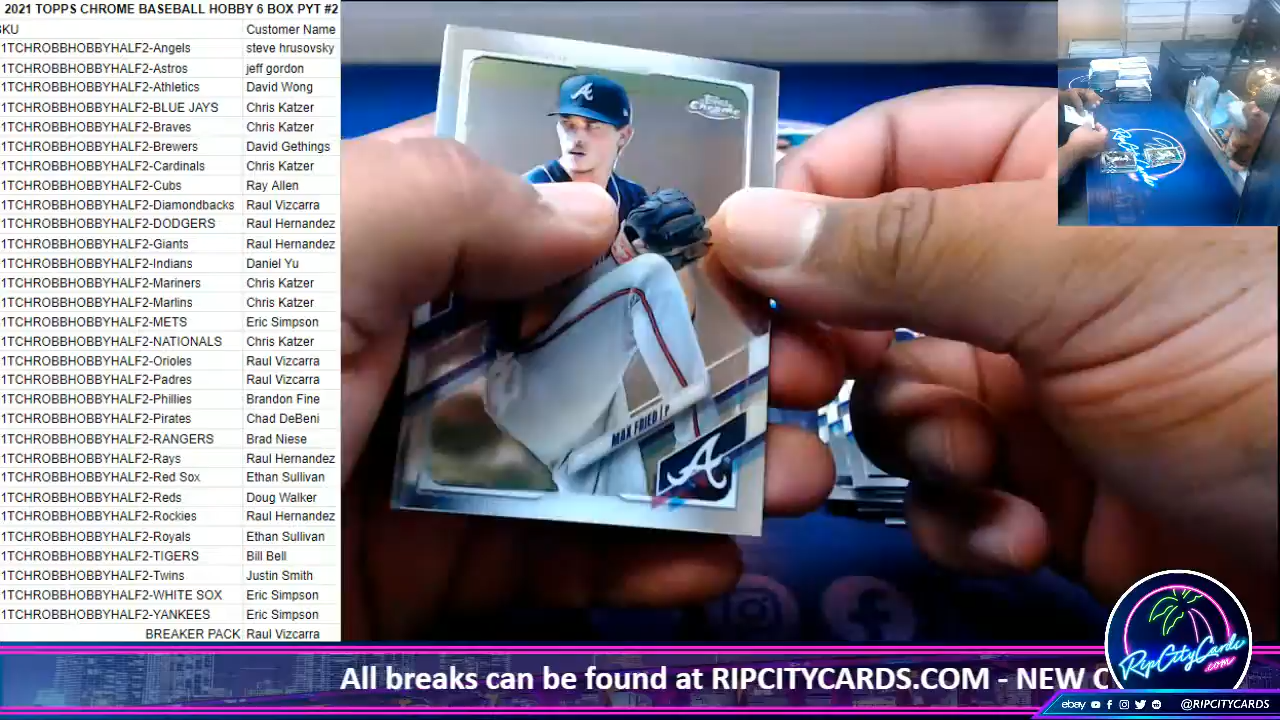 2021 TOPPS CHROME BASEBALL HOBBY 6 BOX PYT #2
SKU Customer Name
1TCHROBBHOBBYHALF2-Angels steve hrusovsky
1TCHROBBHOBBYHALF2-Astros jeff gordon
1TCHROBBHOBBYHALF2-Athletics David Wong
1TCHROBBHOBBYHALF2-BLUE JAYS Chris Katzer
1TCHROBBHOBBYHALF2-Braves Chris Katzer
1TCHROBBHOBBYHALF2-Brewers David Gethings
1TCHROBBHOBBYHALF2-Cardinals Chris Katzer
1TCHROBBHOBBYHALF2-Cubs Ray Allen
1TCHROBBHOBBYHALF2-Diamondbacks Raul Vizcarra
1TCHROBBHOBBYHALF2-DODGERS Raul Hernandez
1TCHROBBHOBBYHALF2-Giants Raul Hernandez
1TCHROBBHOBBYHALF2-Indians Daniel Yu
1TCHROBBHOBBYHALF2-Mariners Chris Katzer
1TCHROBBHOBBYHALF2-Marlins Chris Katzer
1TCHROBBHOBBYHALF2-METS Eric Simpson
1TCHROBBHOBBYHALF2-NATIONALS Chris Katzer
1TCHROBBHOBBYHALF2-Orioles Raul Vizcarra
1TCHROBBHOBBYHALF2-Padres Raul Vizcarra
1TCHROBBHOBBYHALF2-Phillies Brandon Fine
1TCHROBBHOBBYHALF2-Pirates Chad DeBeni
1TCHROBBHOBBYHALF2-RANGERS Brad Niese
1TCHROBBHOBBYHALF2-Rays Raul Hernandez
1TCHROBBHOBBYHALF2-Red Sox Ethan Sullivan
1TCHROBBHOBBYHALF2-Reds Doug Walker
1TCHROBBHOBBYHALF2-Rockies Raul Hernandez
1TCHROBBHOBBYHALF2-Royals Ethan Sullivan
1TCHROBBHOBBYHALF2-TIGERS Bill Bell
1TCHROBBHOBBYHALF2-Twins Justin Smith
1TCHROBBHOBBYHALF2-WHITE SOX Eric Simpson
1TCHROBBHOBBYHALF2-YANKEES Eric Simpson
BREAKER PACK Raul Vizcarra
A
Topps
Chrome
MAX FRIED | P
A
All breaks can be found at RIPCITYCARDS.COM - NEW
RipCityCards
.com
ebay @RIPCITYCARDS